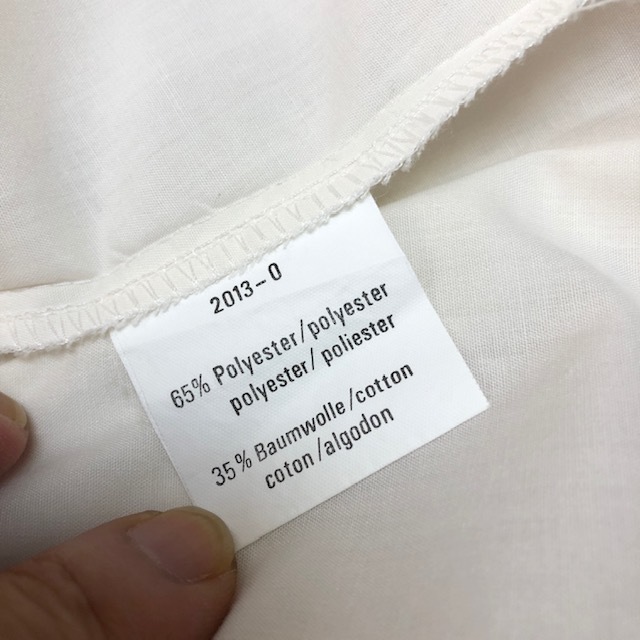 2013-0
65% Polyester/polyester
polyester/poliester
35% Baumwolle/cotton
coton/algodon